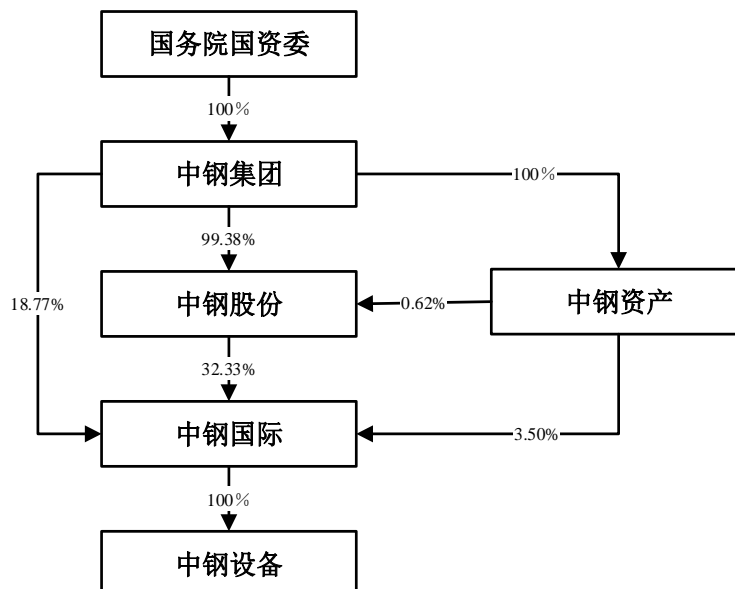 国务院国资委
100%
中钢集团
100%
99.38%
18.77%
中钢股份
0.62%
中钢资产
32.33%
中钢国际
3.50%
100%
中钢设备